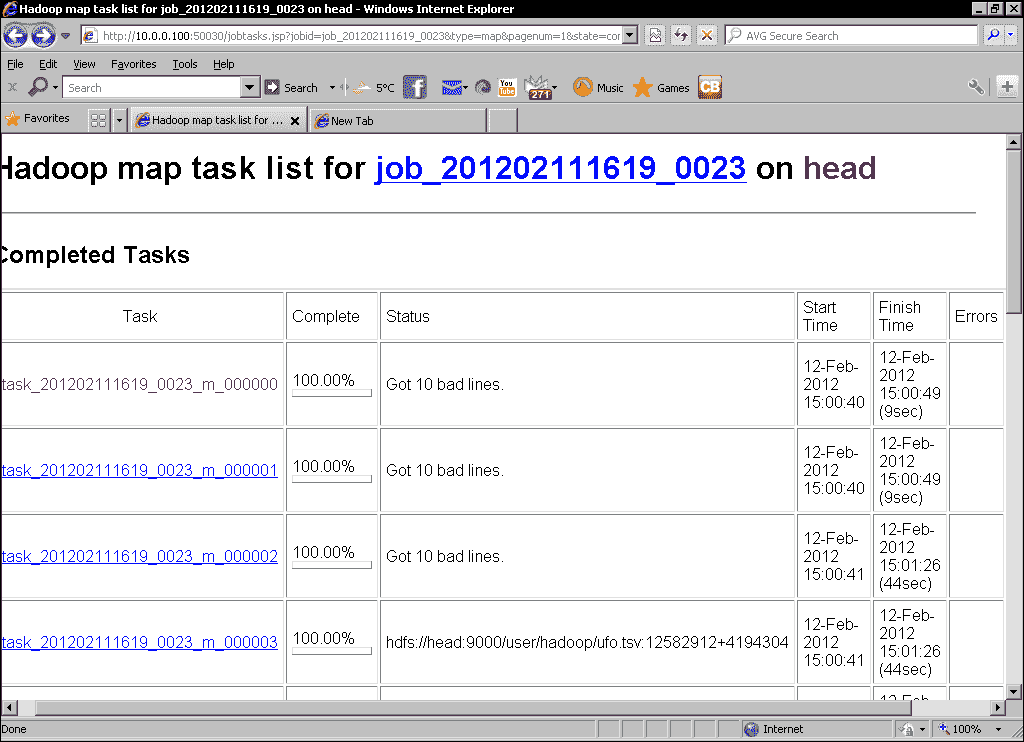 Hadoop map task list for job_201202111619_0023 on head - Windows Internet Explorer
http://10.0.0.100:50030/jobtasks.jsp?jobid=job_201202111619_0023&type=map&pagenum=1&state=cor
AVG Secure Search
File Edit View Favorites Tools Help
x Search Search 5°C f You Tube 271 Music Games CB
Favorites Hadoop map task list for ... x New Tab
Hadoop map task list for job_201202111619_0023 on head
Completed Tasks
Task Complete Status Start Time Finish Time Errors
task_201202111619_0023_m_000000 100.00% Got 10 bad lines. 12-Feb-2012 15:00:40 12-Feb-2012 15:00:49 (9sec)
task_201202111619_0023_m_000001 100.00% Got 10 bad lines. 12-Feb-2012 15:00:40 12-Feb-2012 15:00:49 (9sec)
task_201202111619_0023_m_000002 100.00% Got 10 bad lines. 12-Feb-2012 15:00:41 12-Feb-2012 15:01:26 (44sec)
task_201202111619_0023_m_000003 100.00% hdfs://head:9000/user/hadoop/ufo.tsv:12582912+4194304 12-Feb-2012 15:00:41 12-Feb-2012 15:01:26 (44sec)
Done Internet 100%